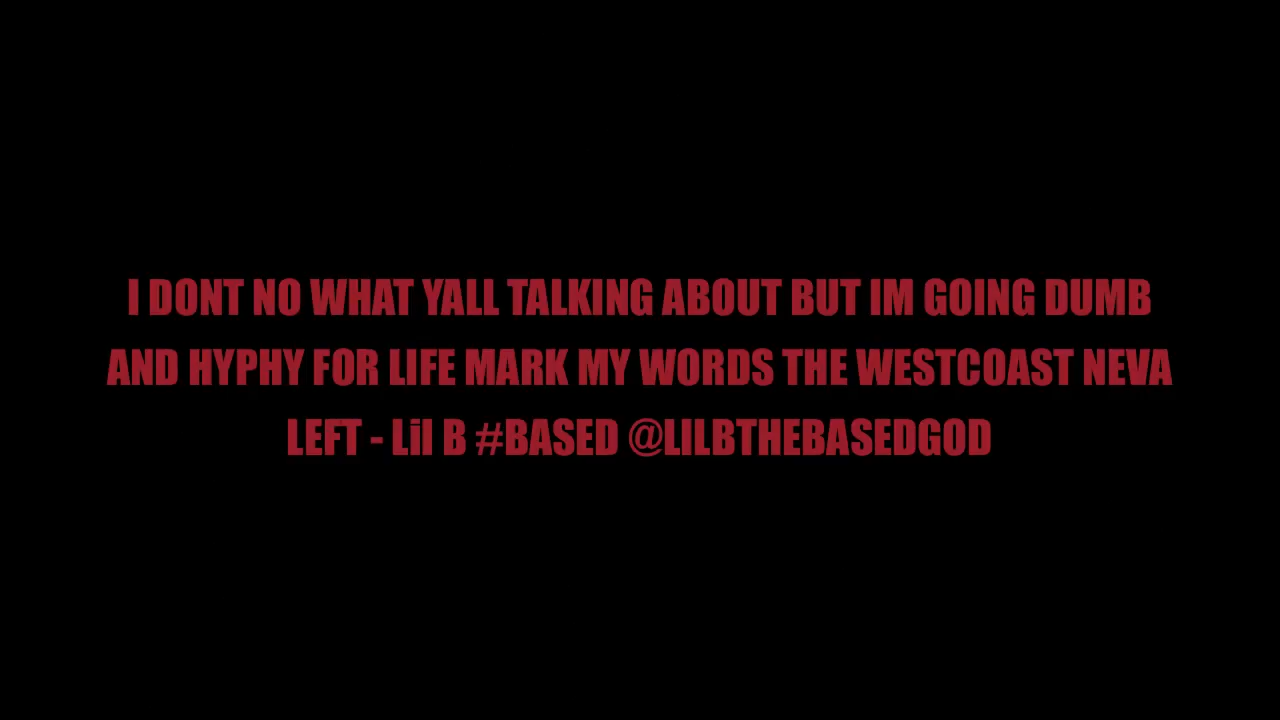 I DONT NO WHAT YALL TALKING ABOUT BUT IM GOING DUMB
AND HYPHY FOR LIFE MARK MY WORDS THE WESTCOAST NEVA
LEFT - Lil B #BASED @LILBTHEBASEDGOD